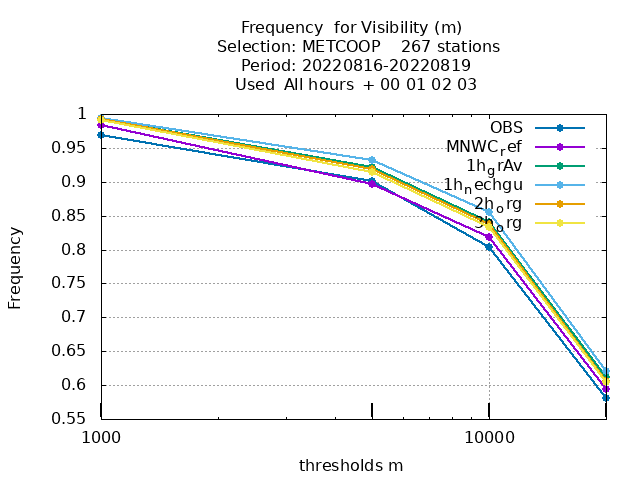 Frequency for Visibility (m)
Selection: METCOOP 267 stations
Period: 20220816-20220819
Used All hours + 00 01 02 03
1
0.95
0.9
0.85
0.8
0.75
0.7
0.65
0.6
0.55
Frequency
OBS
MNWC_ref
1h_grAv
1h_nechgu
2h_org
3h_org
1000
10000
thresholds m